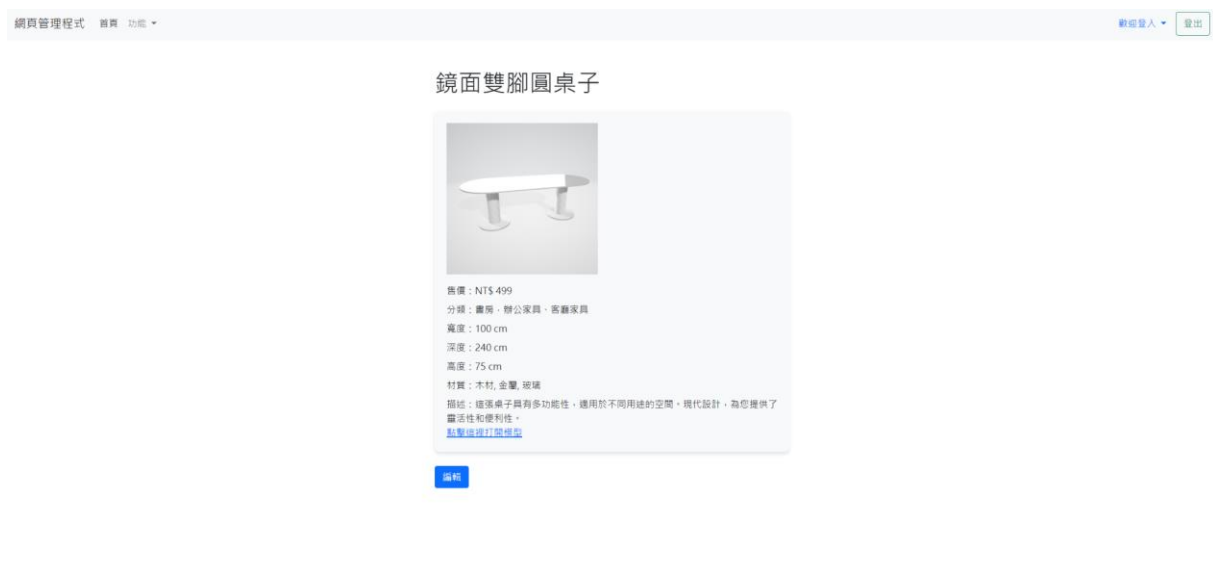 網頁管理程式 首頁 功能
歡迎登入 登出
鏡面雙腳圓桌子
售價：NT$ 499
分類：書房、辦公家具、客廳家具
寬度：100 cm
深度：240 cm
高度：75 cm
材質：木材, 金屬, 玻璃
描述：這張桌子具有多功能性，適用於不同用途的空間。現代設計，為您提供了
靈活性和便利性。
點擊這裡打開模型
編輯